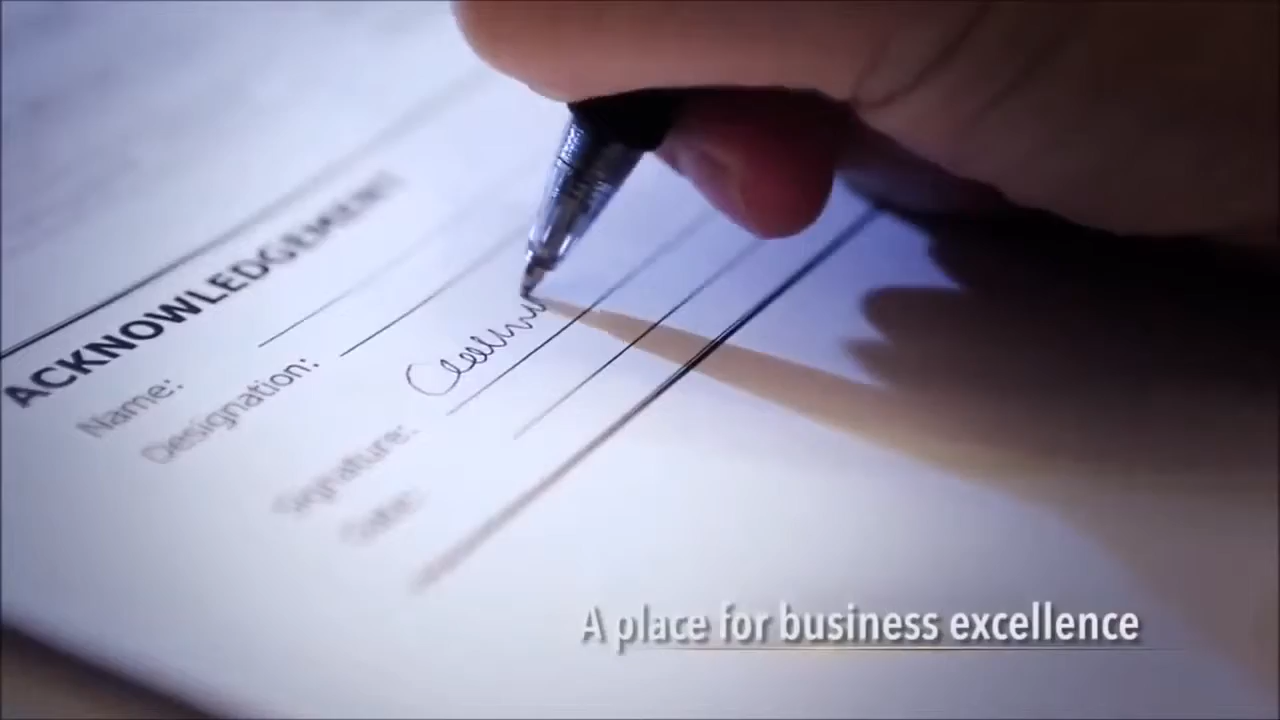 ACKNOWLEDGEMENT
Name:
Designation:
Signature:
Date:
A place for business excellence